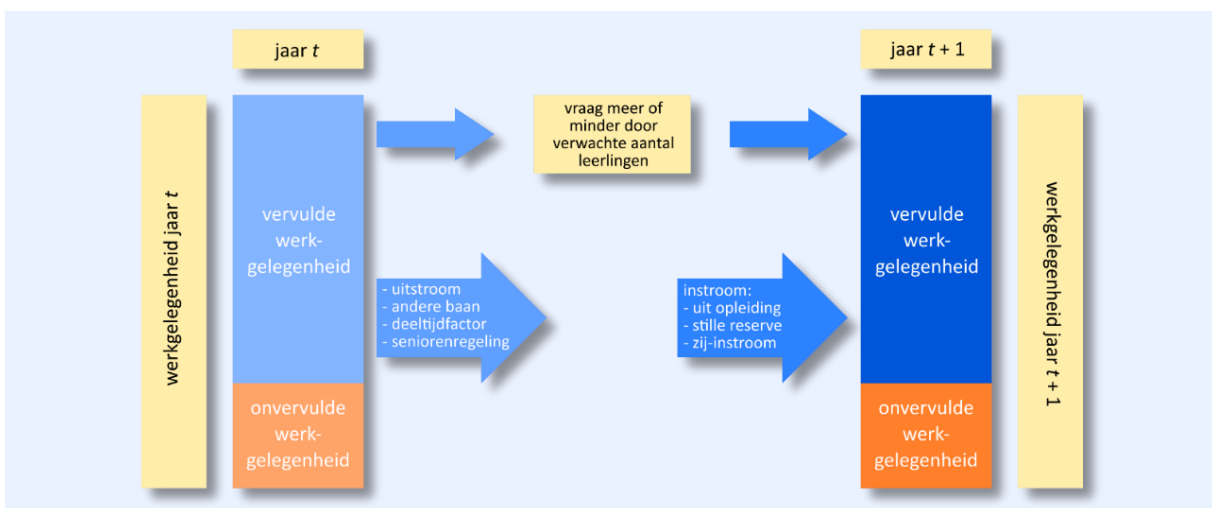 jaar t
jaar t + 1
werkgelegenheid jaar t
vervulde
werk-
gelegenheid
onvervulde
werk-
gelegenheid
vraag meer of
minder door
verwachte aantal
leerlingen
- uitstroom
- andere baan
- deeltijdfactor
- seniorenregeling
instroom:
- uit opleiding
- stille reserve
- zij-instroom
vervulde
werk-
gelegenheid
onvervulde
werk-
gelegenheid
werkgelegenheid jaar t + 1